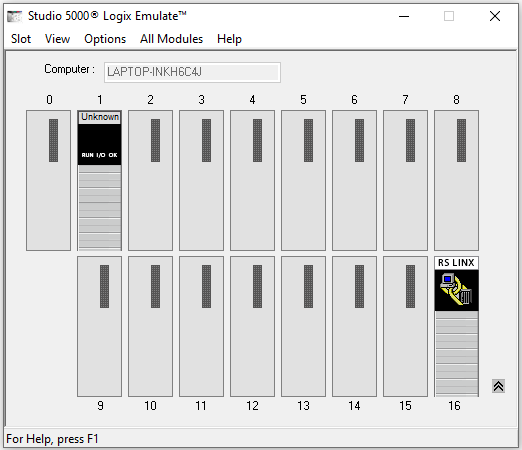 Studio 5000® Logix Emulate™
Slot View Options All Modules Help
Computer : LAPTOP-INKH6C4J
0 1 2 3 4 5 6 7 8
Unknown
RUN I/O OK
RS LINX
9 10 11 12 13 14 15 16
For Help, press F1